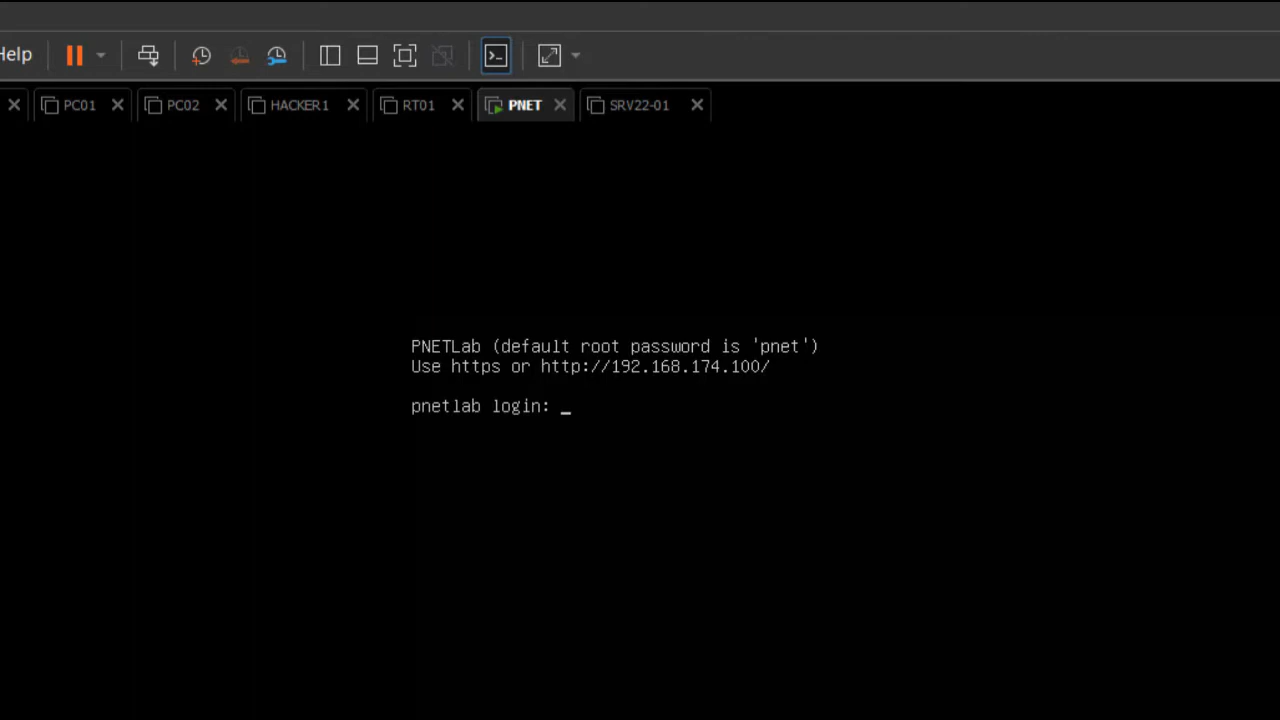 Help
PC01 PC02 HACKER1 RT01 PNET SRV22-01
PNETLab (default root password is 'pnet')
Use https or http://192.168.174.100/
pnetlab login: _